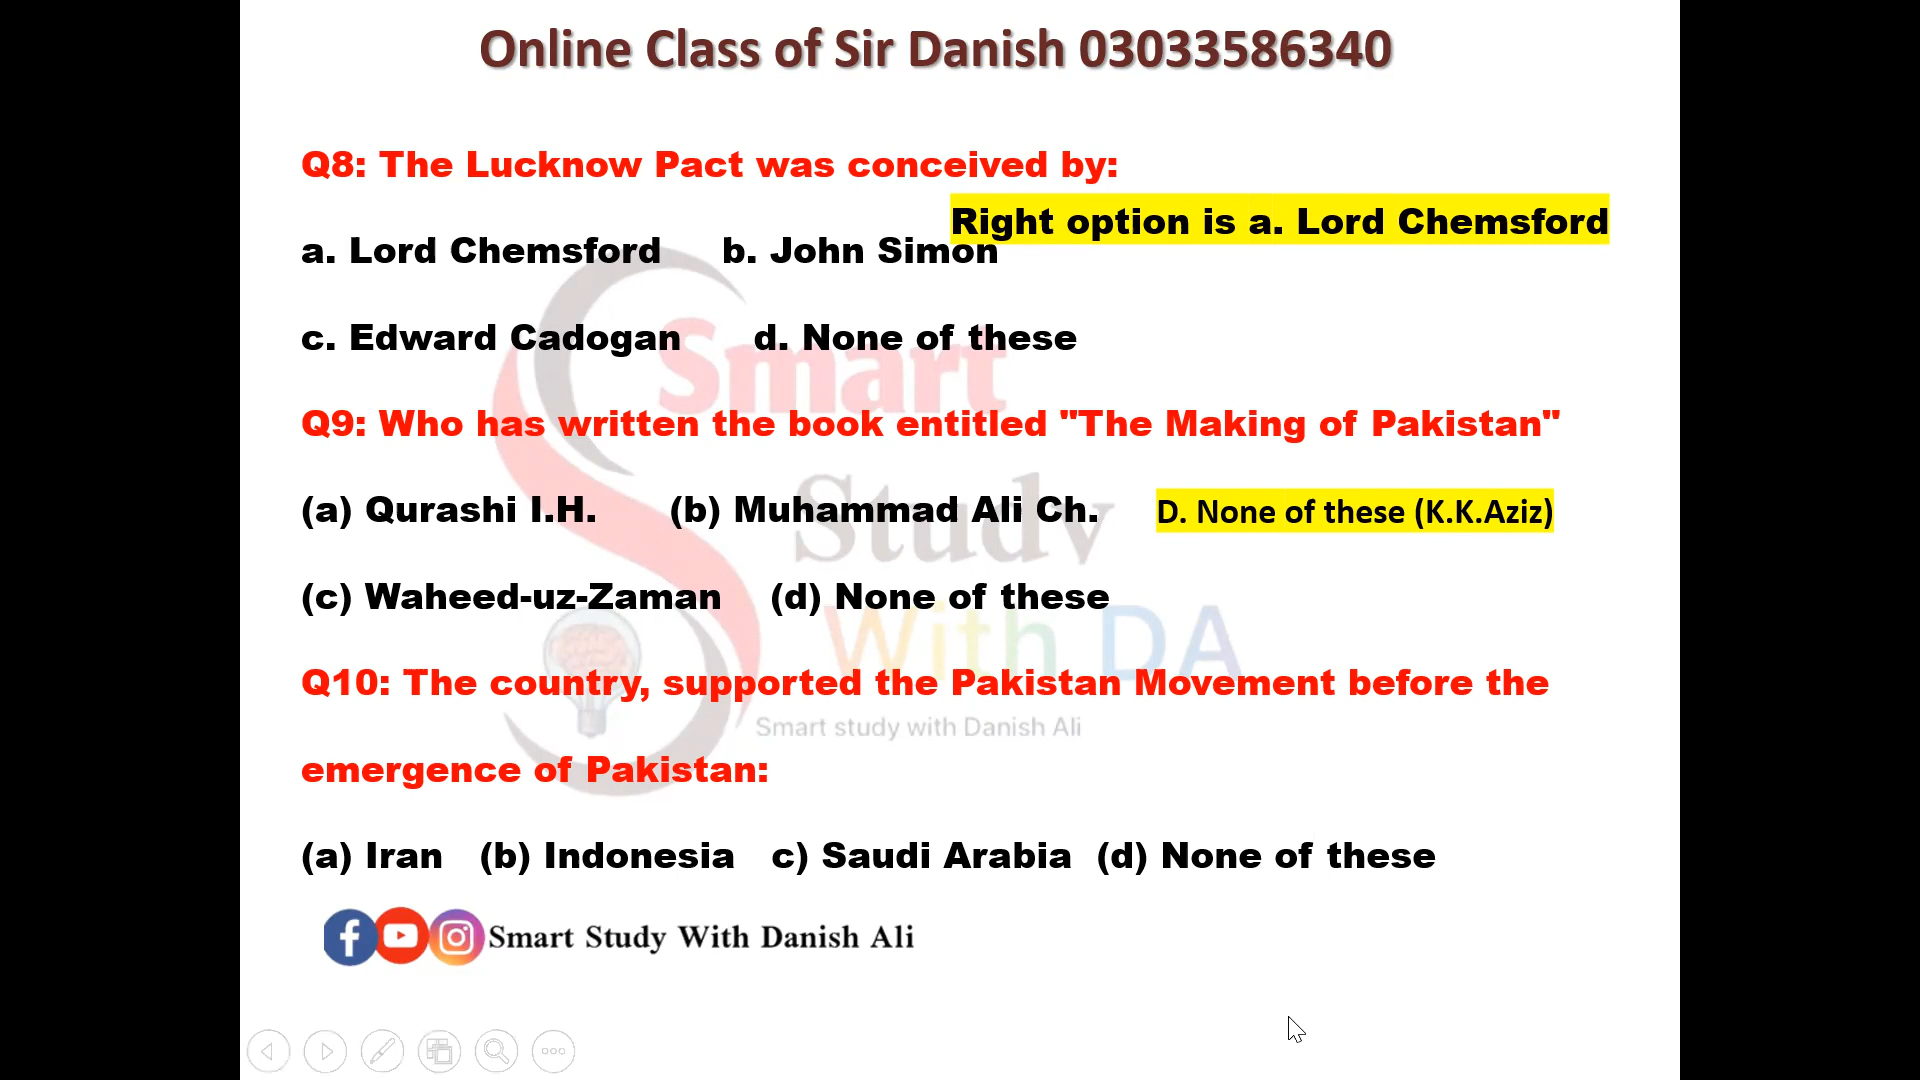 Online Class of Sir Danish 03033586340
Q8: The Lucknow Pact was conceived by:
Right option is a. Lord Chemsford
a. Lord Chemsford b. John Simon
c. Edward Cadogan d. None of these
Q9: Who has written the book entitled "The Making of Pakistan"
(a) Qurashi I.H. (b) Muhammad Ali Ch. D. None of these (K.K.Aziz)
(c) Waheed-uz-Zaman (d) None of these
Q10: The country, supported the Pakistan Movement before the
emergence of Pakistan:
(a) Iran (b) Indonesia c) Saudi Arabia (d) None of these
Smart Study With Danish Ali
Smart
Study
With DA
Smart study with Danish Ali